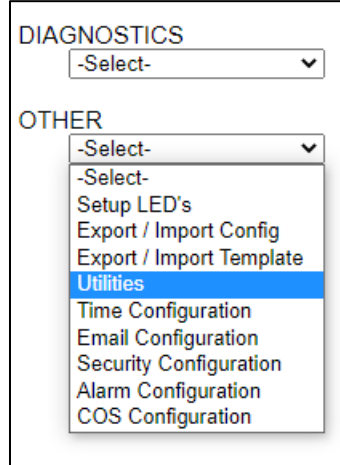 DIAGNOSTICS
-Select-
OTHER
-Select-
-Select-
Setup LED's
Export / Import Config
Export / Import Template
Utilities
Time Configuration
Email Configuration
Security Configuration
Alarm Configuration
COS Configuration